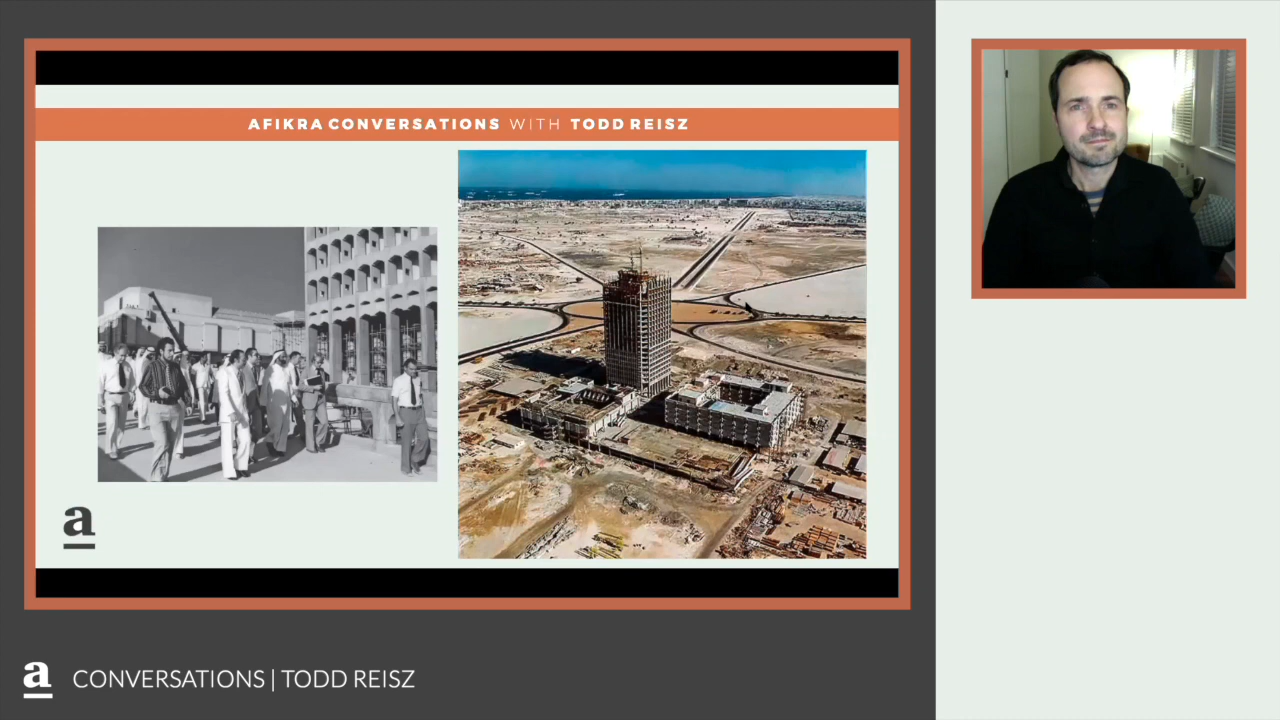 AFIKRA CONVERSATIONS WITH TODD REISZ
a
a CONVERSATIONS | TODD REISZ